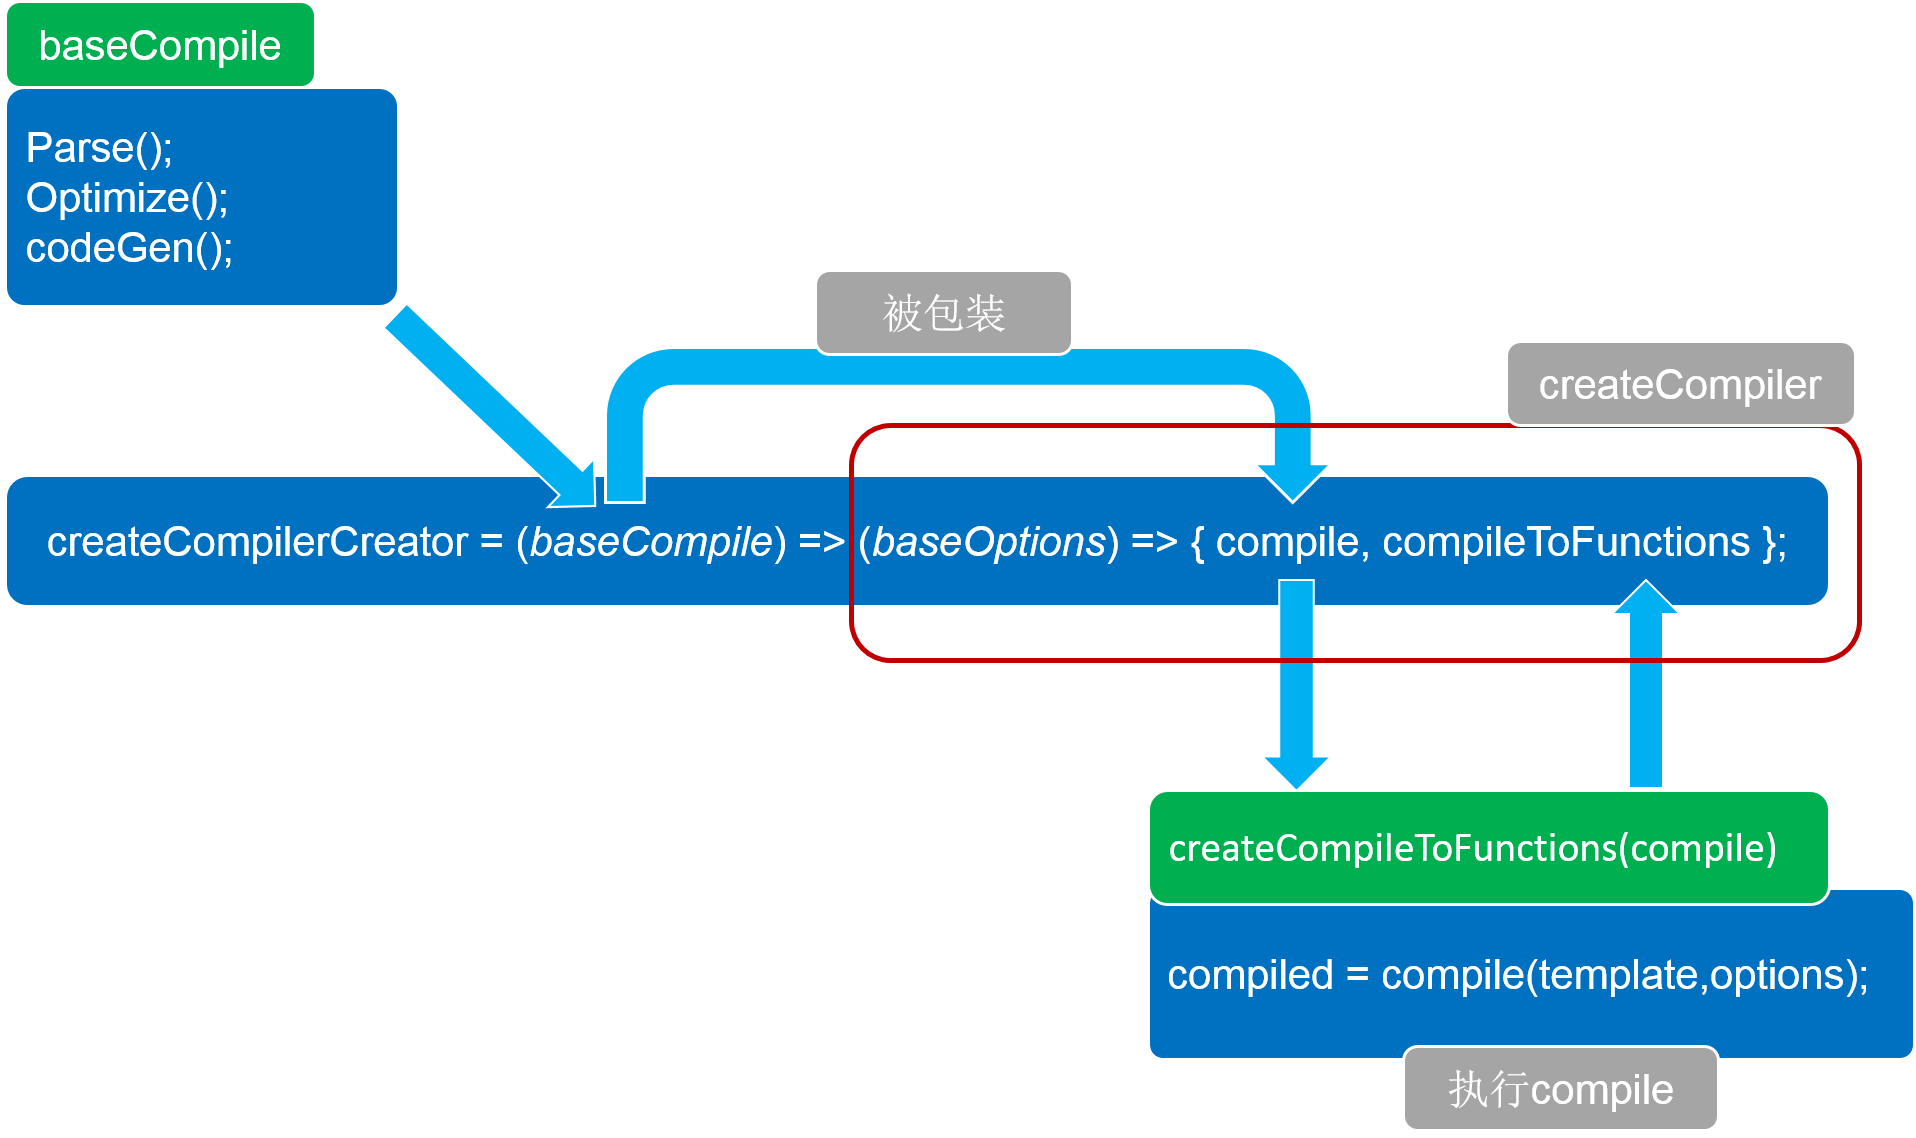 baseCompile
Parse();
Optimize();
codeGen();
被包装
createCompiler
createCompilerCreator = (baseCompile) => (baseOptions) => { compile, compileToFunctions };
createCompileToFunctions(compile)
compiled = compile(template,options);
执行compile